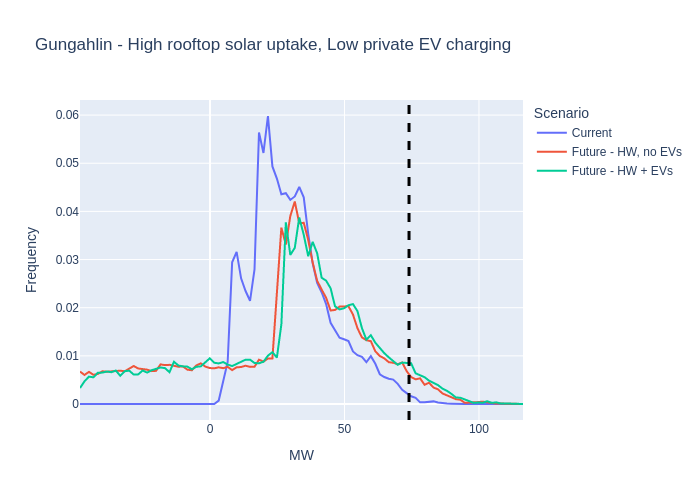 Gungahlin - High rooftop solar uptake, Low private EV charging
Scenario
Current
Future - HW, no EVs
Future - HW + EVs
Frequency
0.06
0.05
0.04
0.03
0.02
0.01
0
0
50
100
MW